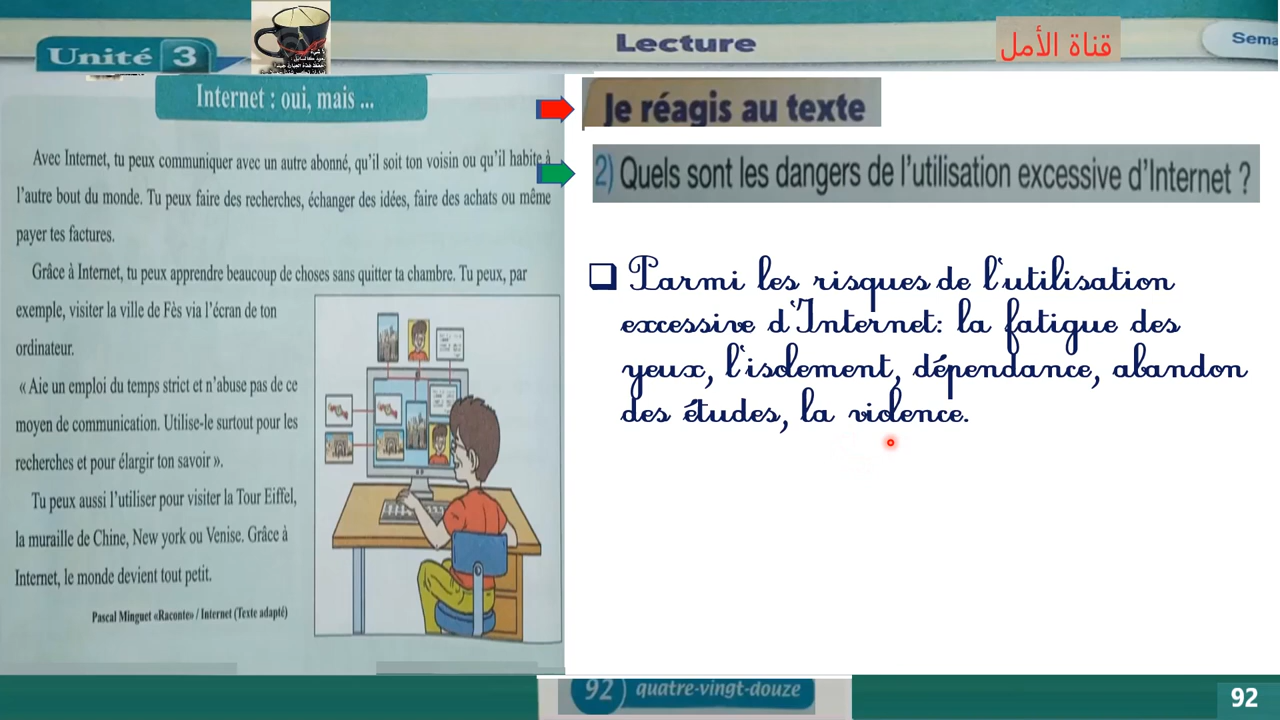 Unité 3
Lecture
قناة الأمل
Sema
Internet : oui, mais ...
Avec Internet, tu peux communiquer avec un autre abonné, qu'il soit ton voisin ou qu'il habite à
l'autre bout du monde. Tu peux faire des recherches, échanger des idées, faire des achats ou même
payer tes factures.
Grâce à Internet, tu peux apprendre beaucoup de choses sans quitter ta chambre. Tu peux, par
exemple, visiter la ville de Fès via l'écran de ton
ordinateur.
« Aie un emploi du temps strict et n'abuse pas de ce
moyen de communication. Utilise-le surtout pour les
recherches et pour élargir ton savoir ».
Tu peux aussi l'utiliser pour visiter la Tour Eiffel,
la muraille de Chine, New york ou Venise. Grâce à
Internet, le monde devient tout petit.
Pascal Minguet «Raconte» / Internet (Texte adapté)
Je réagis au texte
2) Quels sont les dangers de l'utilisation excessive d'Internet ?
Parmi les risques de l'utilisation
excessive d'Internet: la fatigue des
yeux, l'isolement, dépendance, abandon
des études, la violence.
92 quatre-vingt-douze
92